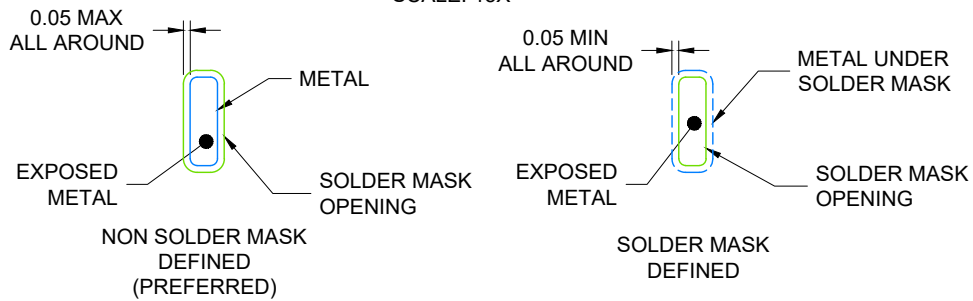 0.05 MAX
ALL AROUND
METAL
EXPOSED
METAL
SOLDER MASK
OPENING
NON SOLDER MASK
DEFINED
(PREFERRED)
0.05 MIN
ALL AROUND
METAL UNDER
SOLDER MASK
EXPOSED
METAL
SOLDER MASK
OPENING
SOLDER MASK
DEFINED